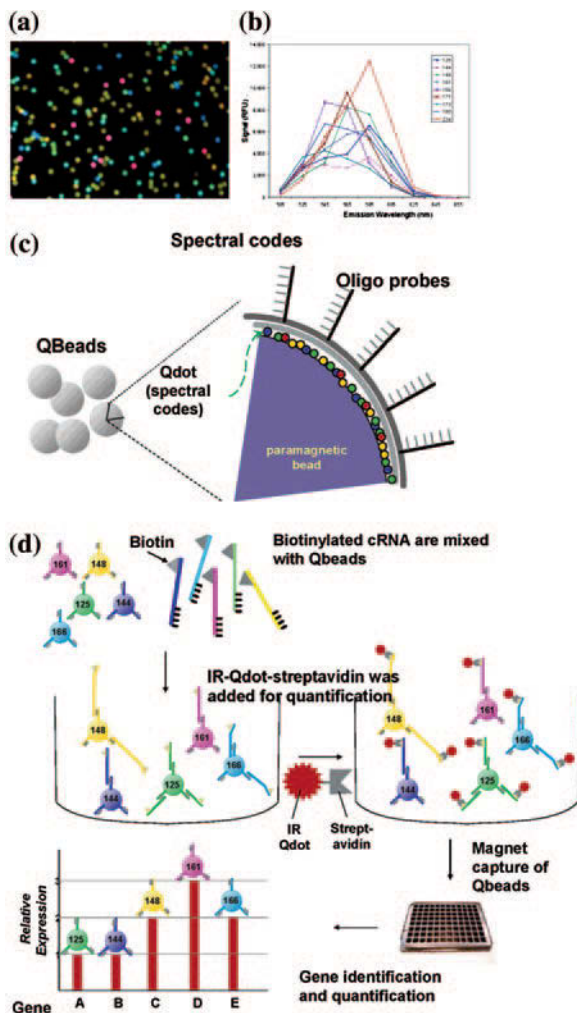 (a)
(b)
Signal (RFU)
Emission Wavelength (nm)
(c)
Spectral codes
Oligo probes
QBeads
Qdot
(spectral
codes)
paramagnetic
bead
(d)
Biotin
Biotinylated cRNA are mixed
with Qbeads
161
148
125
144
166
IR-Qdot-streptavidin was
added for quantification
148
161
166
125
144
IR
Qdot
Strept-
avidin
161
148
166
125
144
Magnet
capture of
Qbeads
Relative
Expression
3
2
1
161
148
166
125
144
Gene
A
B
C
D
E
Gene identification
and quantification